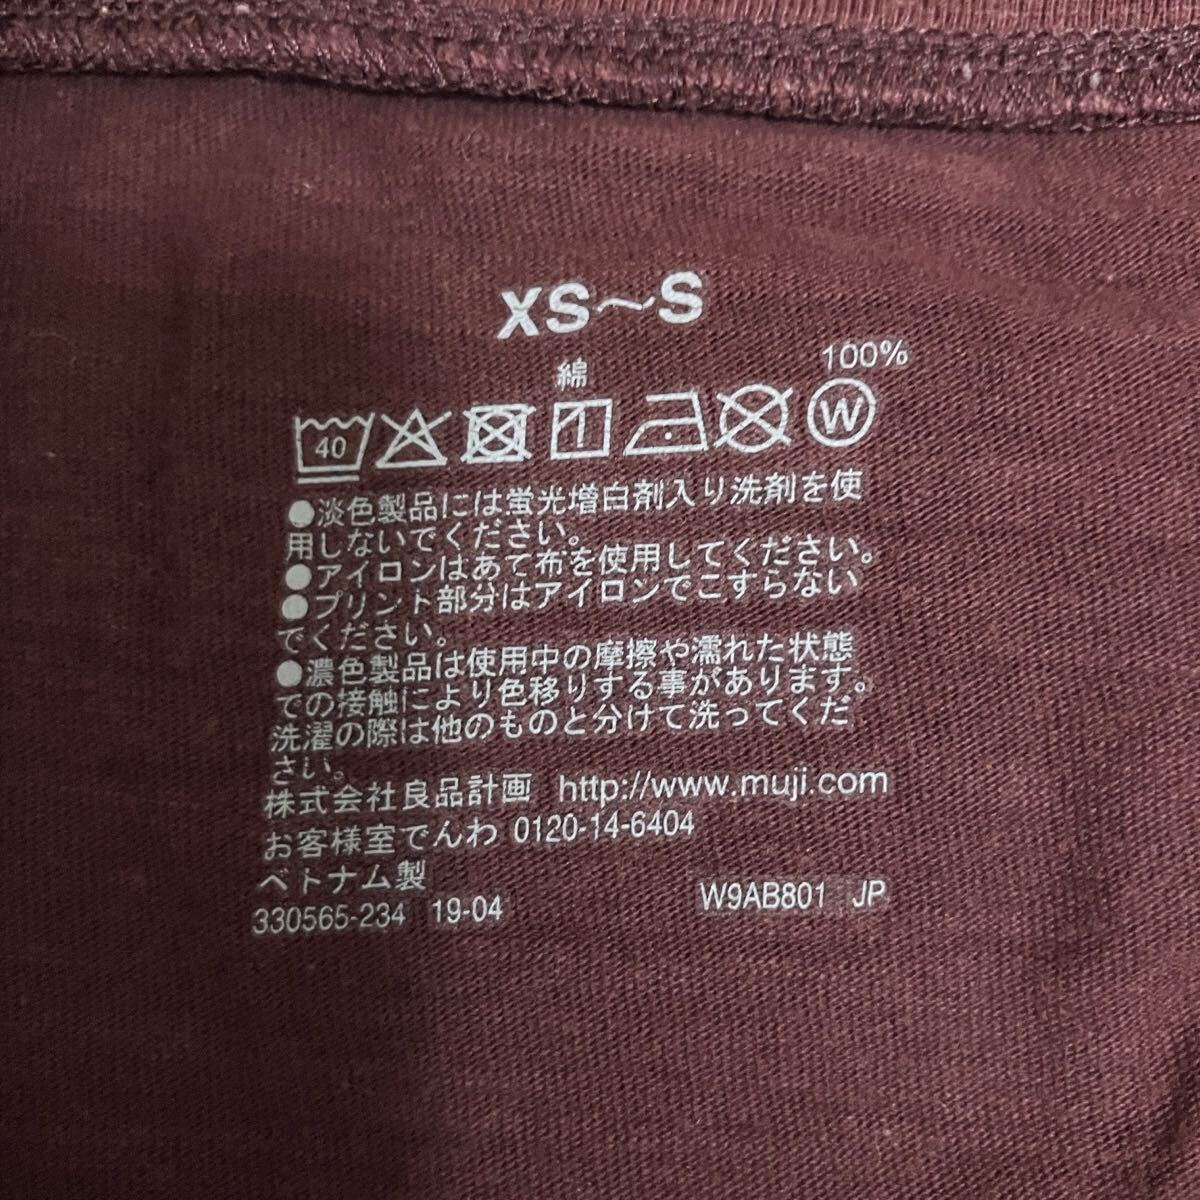 XS～S
綿 100%
40 1 W
●淡色製品には蛍光増白剤入り洗剤を使
用しないでください。
●アイロンはあて布を使用してください。
●プリント部分はアイロンでこすらない
でください。
●濃色製品は使用中の摩擦や濡れた状態
での接触により色移りする事があります。
洗濯の際は他のものと分けて洗ってくだ
さい。
株式会社良品計画 http://www.muji.com
お客様室でんわ 0120-14-6404
ベトナム製
330565-234 19-04 W9AB801 JP